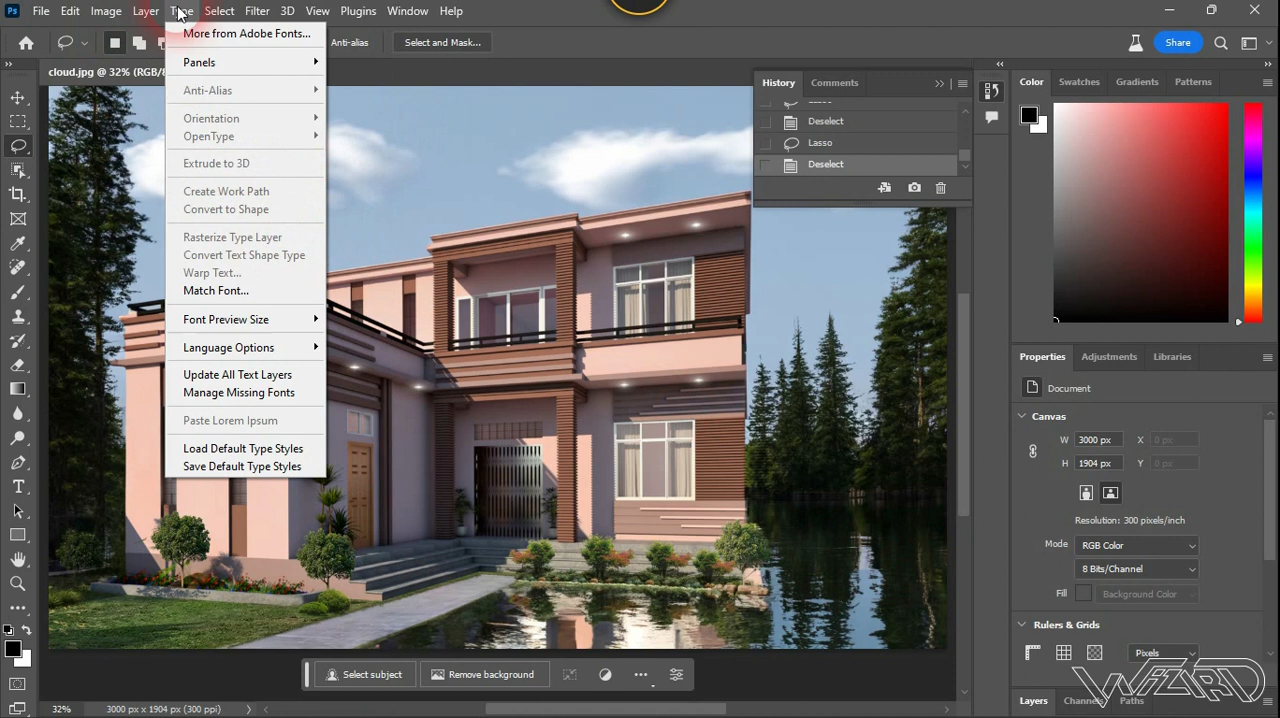 Ps File Edit Image Layer Type Select Filter 3D View Plugins Window Help
Anti-alias Select and Mask... Share
cloud.jpg @ 32% (RGB/8
More from Adobe Fonts...
Panels
Anti-Alias
Orientation
OpenType
Extrude to 3D
Create Work Path
Convert to Shape
Rasterize Type Layer
Convert Text Shape Type
Warp Text...
Match Font...
Font Preview Size
Language Options
Update All Text Layers
Manage Missing Fonts
Paste Lorem Ipsum
Load Default Type Styles
Save Default Type Styles
History Comments
Lasso
Deselect
Lasso
Deselect
Color Swatches Gradients Patterns
Properties Adjustments Libraries
Document
Canvas
W 3000 px X 0 px
H 1904 px Y 0 px
Resolution: 300 pixels/inch
Mode RGB Color
8 Bits/Channel
Fill Background Color
Rulers & Grids
Pixels
Layers Channels Paths
WIZARD
Select subject Remove background
32% 3000 px x 1904 px (300 ppi)